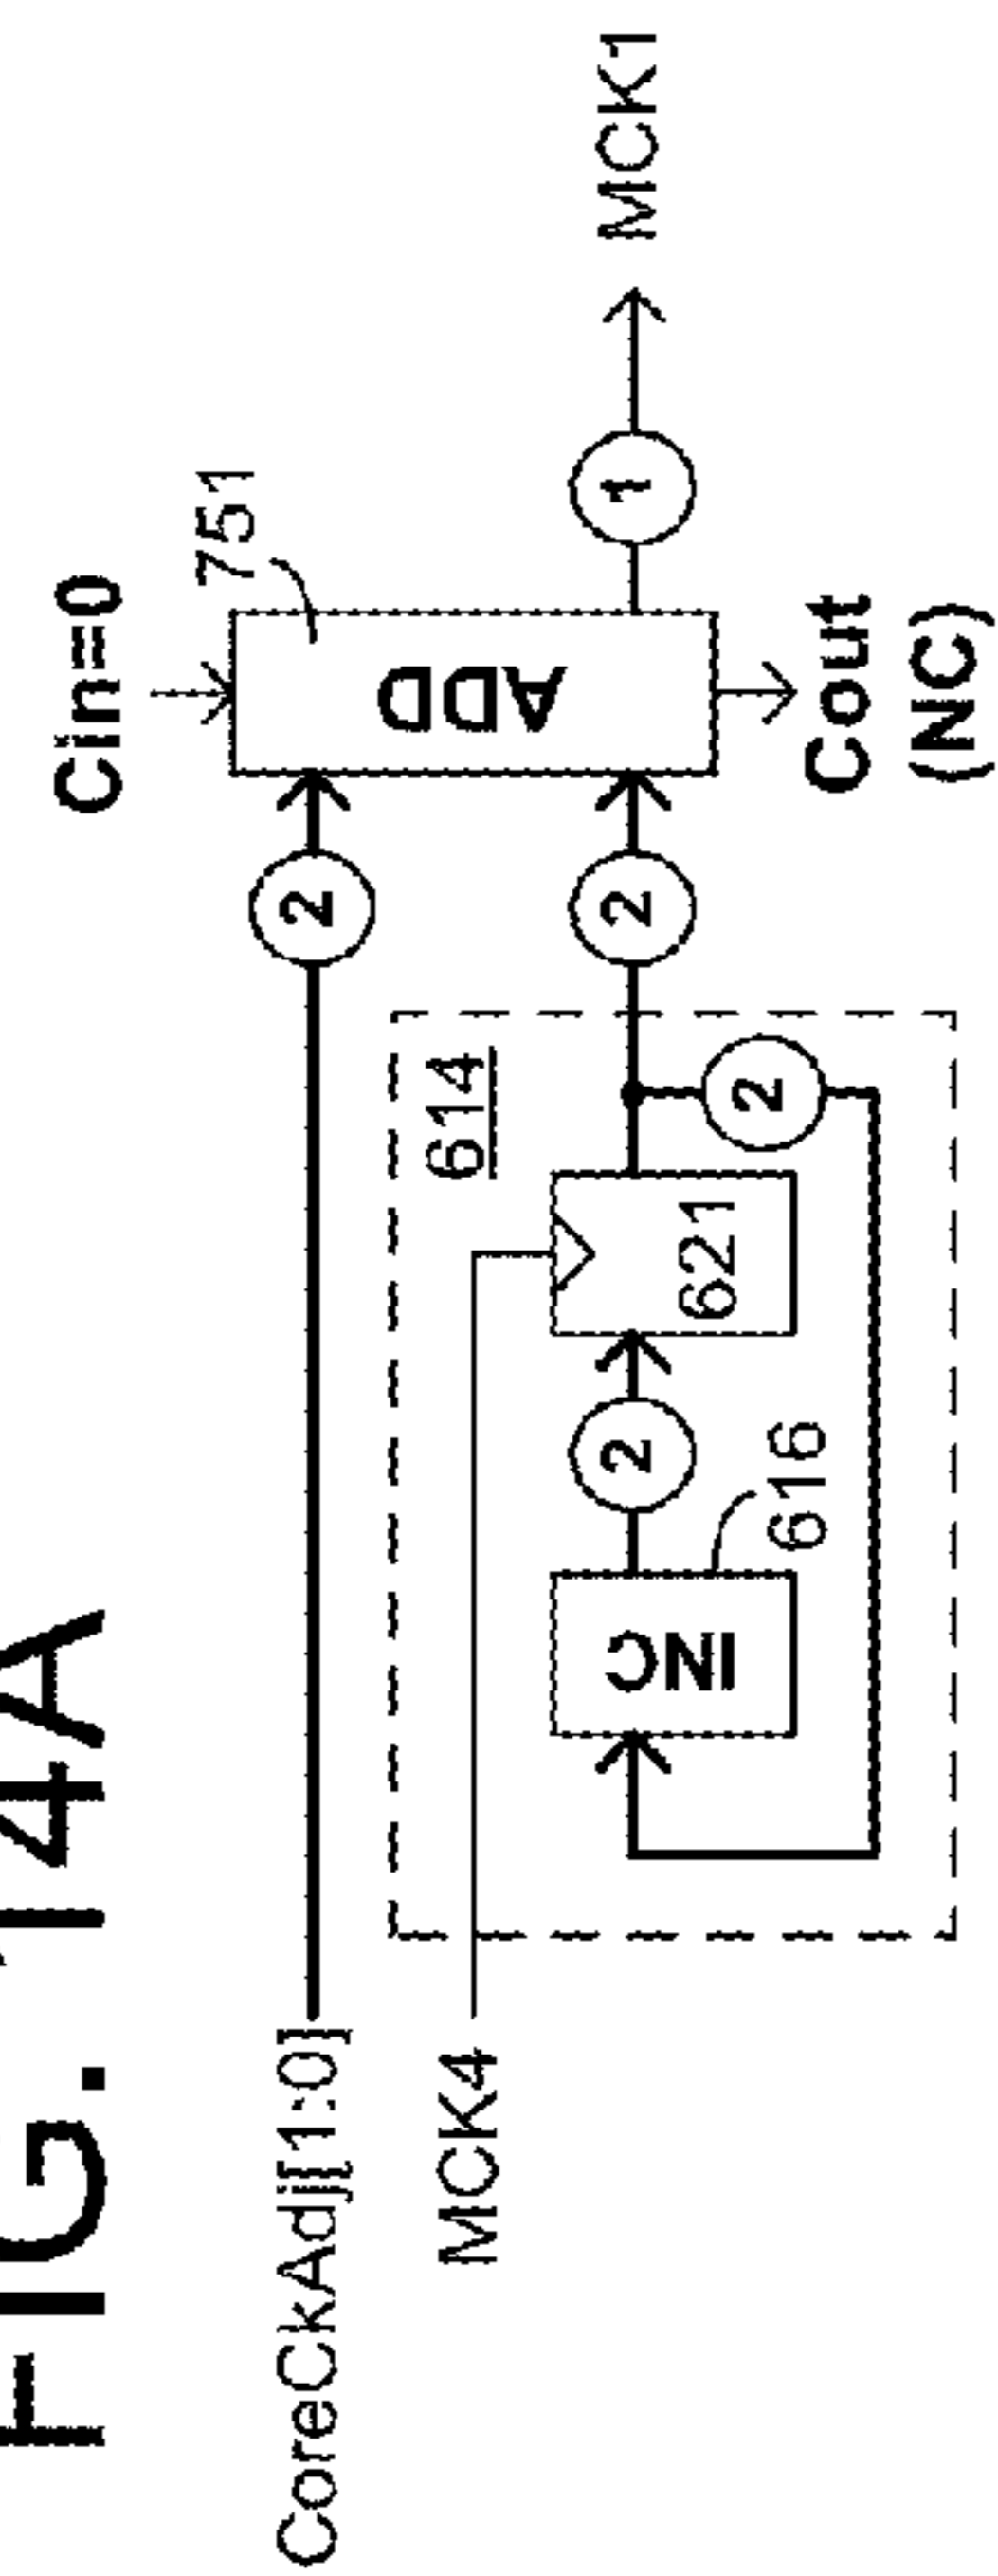 FIG. 14A
Cin=0
751
CoreCkAdj[1:0]
2
ADD
614
MCK4
INC
616
2
621
2
2
1
MCK1
Cout
(NC)